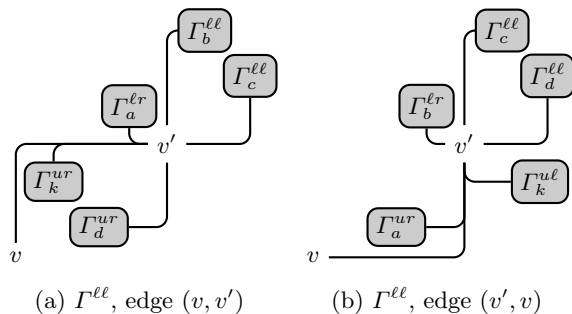 Γ_b^{ℓℓ}
Γ_c^{ℓℓ}
Γ_a^{ℓr}
v′
Γ_k^{ur}
Γ_d^{ur}
v
(a) Γ^{ℓℓ}, edge (v, v′)
Γ_c^{ℓℓ}
Γ_d^{ℓℓ}
Γ_b^{ℓr}
v′
Γ_k^{uℓ}
Γ_a^{ur}
v
(b) Γ^{ℓℓ}, edge (v′, v)